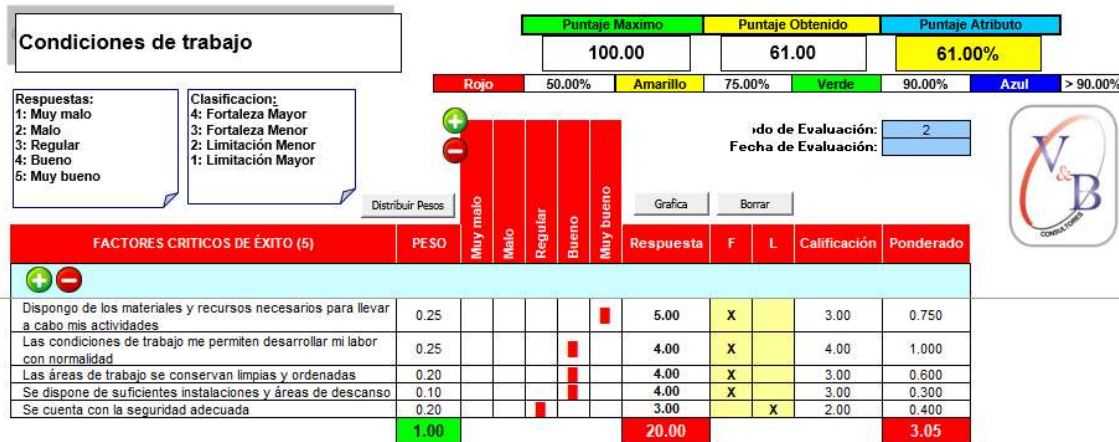 Condiciones de trabajo
Puntaje Maximo Puntaje Obtenido Puntaje Atributo
100.00 61.00 61.00%
Rojo 50.00% Amarillo 75.00% Verde 90.00% Azul > 90.00%
Respuestas:
1: Muy malo
2: Malo
3: Regular
4: Bueno
5: Muy bueno
Clasificacion:
4: Fortaleza Mayor
3: Fortaleza Menor
2: Limitación Menor
1: Limitación Mayor
do de Evaluación: 2
Fecha de Evaluación:
V&B
CONSULTORES
Distribuir Pesos
Grafica Borrar
FACTORES CRITICOS DE ÉXITO (5) PESO Muy malo Malo Regular Bueno Muy bueno Respuesta F L Calificación Ponderado
Dispongo de los materiales y recursos necesarios para llevar
a cabo mis actividades 0.25 5.00 X 3.00 0.750
Las condiciones de trabajo me permiten desarrollar mi labor
con normalidad 0.25 4.00 X 4.00 1.000
Las áreas de trabajo se conservan limpias y ordenadas 0.20 4.00 X 3.00 0.600
Se dispone de suficientes instalaciones y áreas de descanso 0.10 4.00 X 3.00 0.300
Se cuenta con la seguridad adecuada 0.20 3.00 X 2.00 0.400
1.00 20.00 3.05